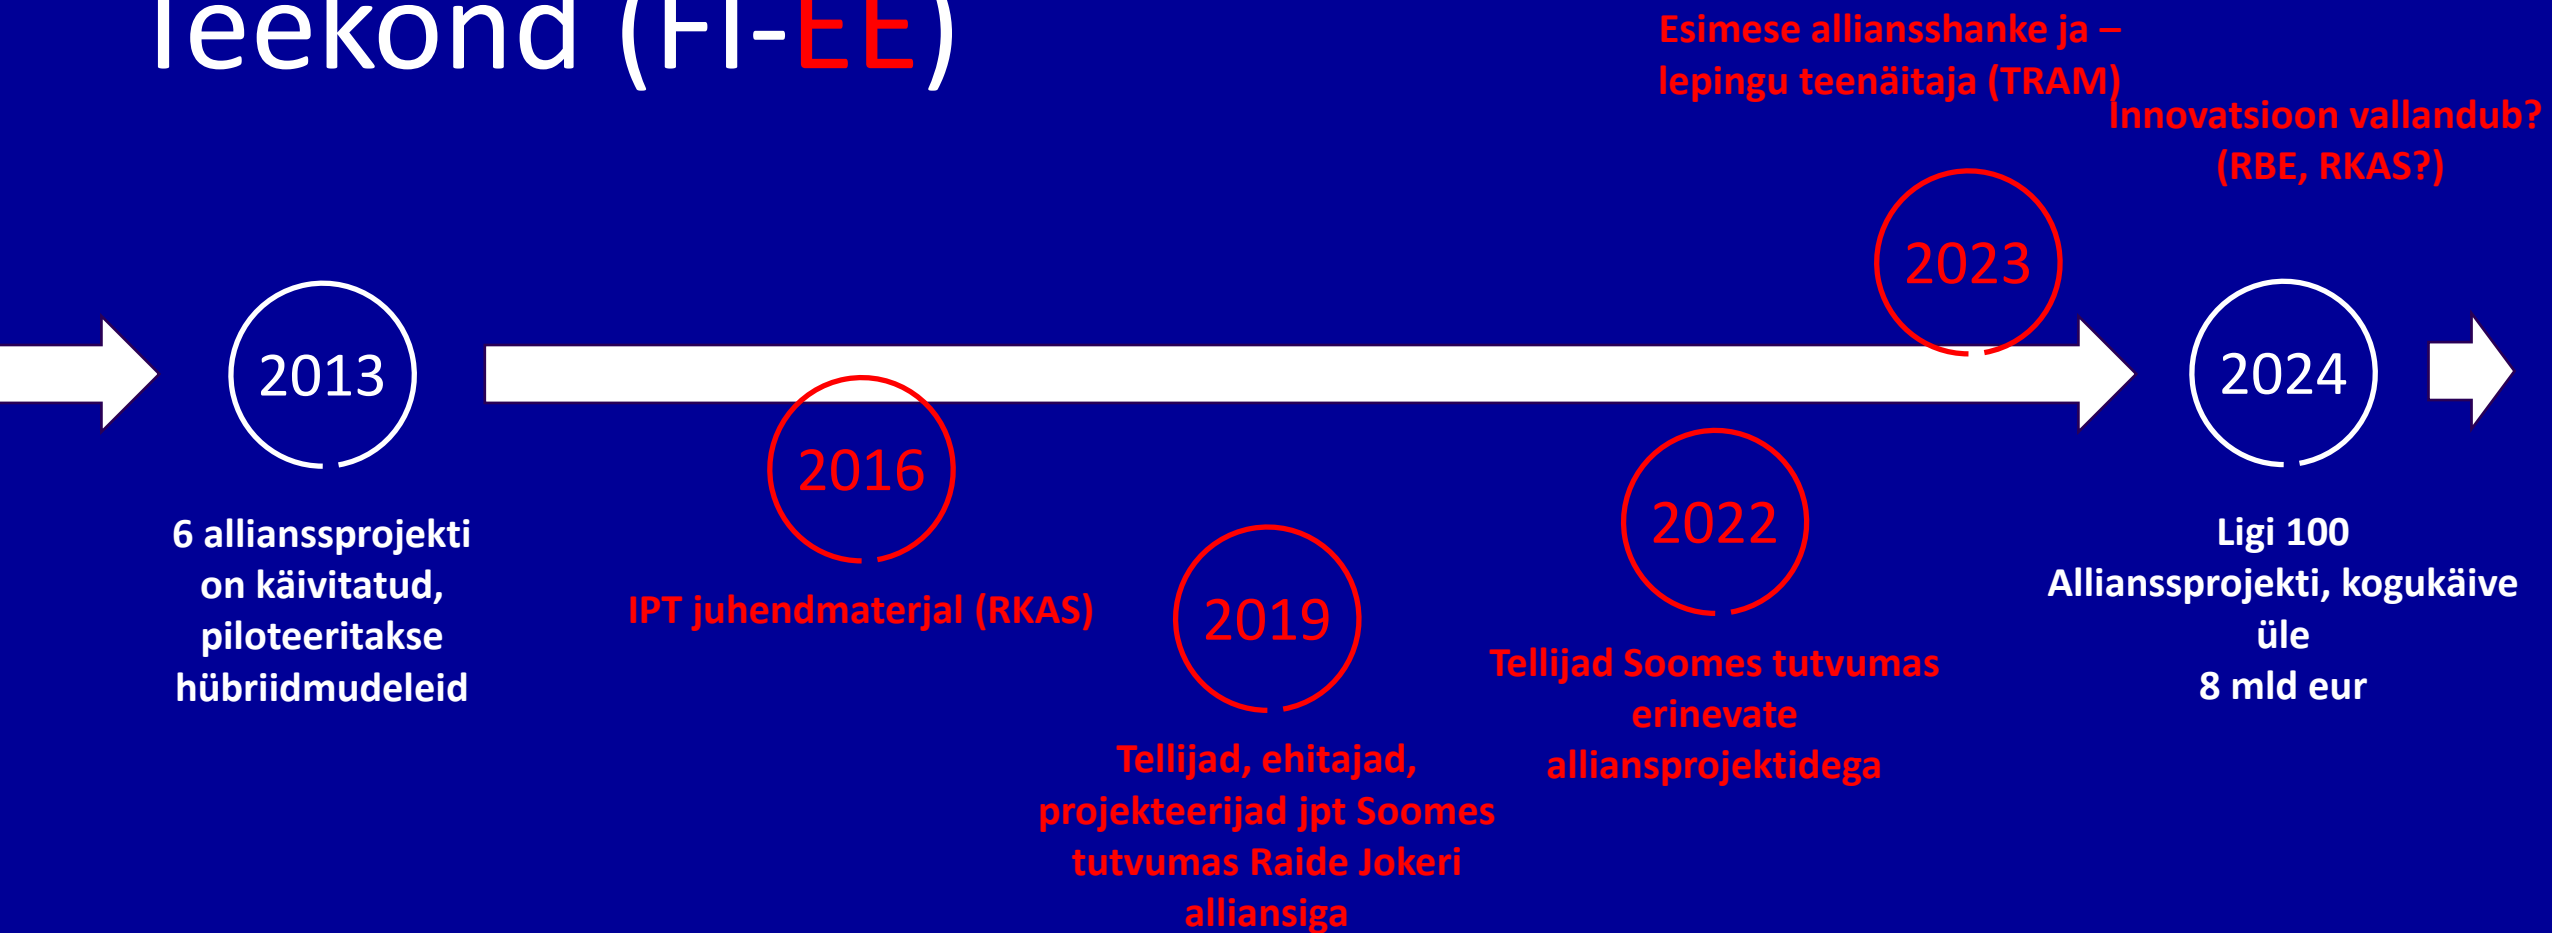 Teekond (FI-EE)
Esimese alliansshanke ja –
lepingu teenäitaja (TRAM)
Innovatsioon vallandub?
(RBE, RKAS?)
2013
6 allianssprojekti
on käivitatud,
piloteeritakse
hübriidmudeleid
2016
IPT juhendmaterjal (RKAS)
2019
Tellijad, ehitajad,
projekteerijad jpt Soomes
tutvumas Raide Jokeri
alliansiga
2022
Tellijad Soomes tutvumas
erinevate
alliansprojektidega
2023
2024
Ligi 100
Allianssprojekti, kogukäive
üle
8 mld eur